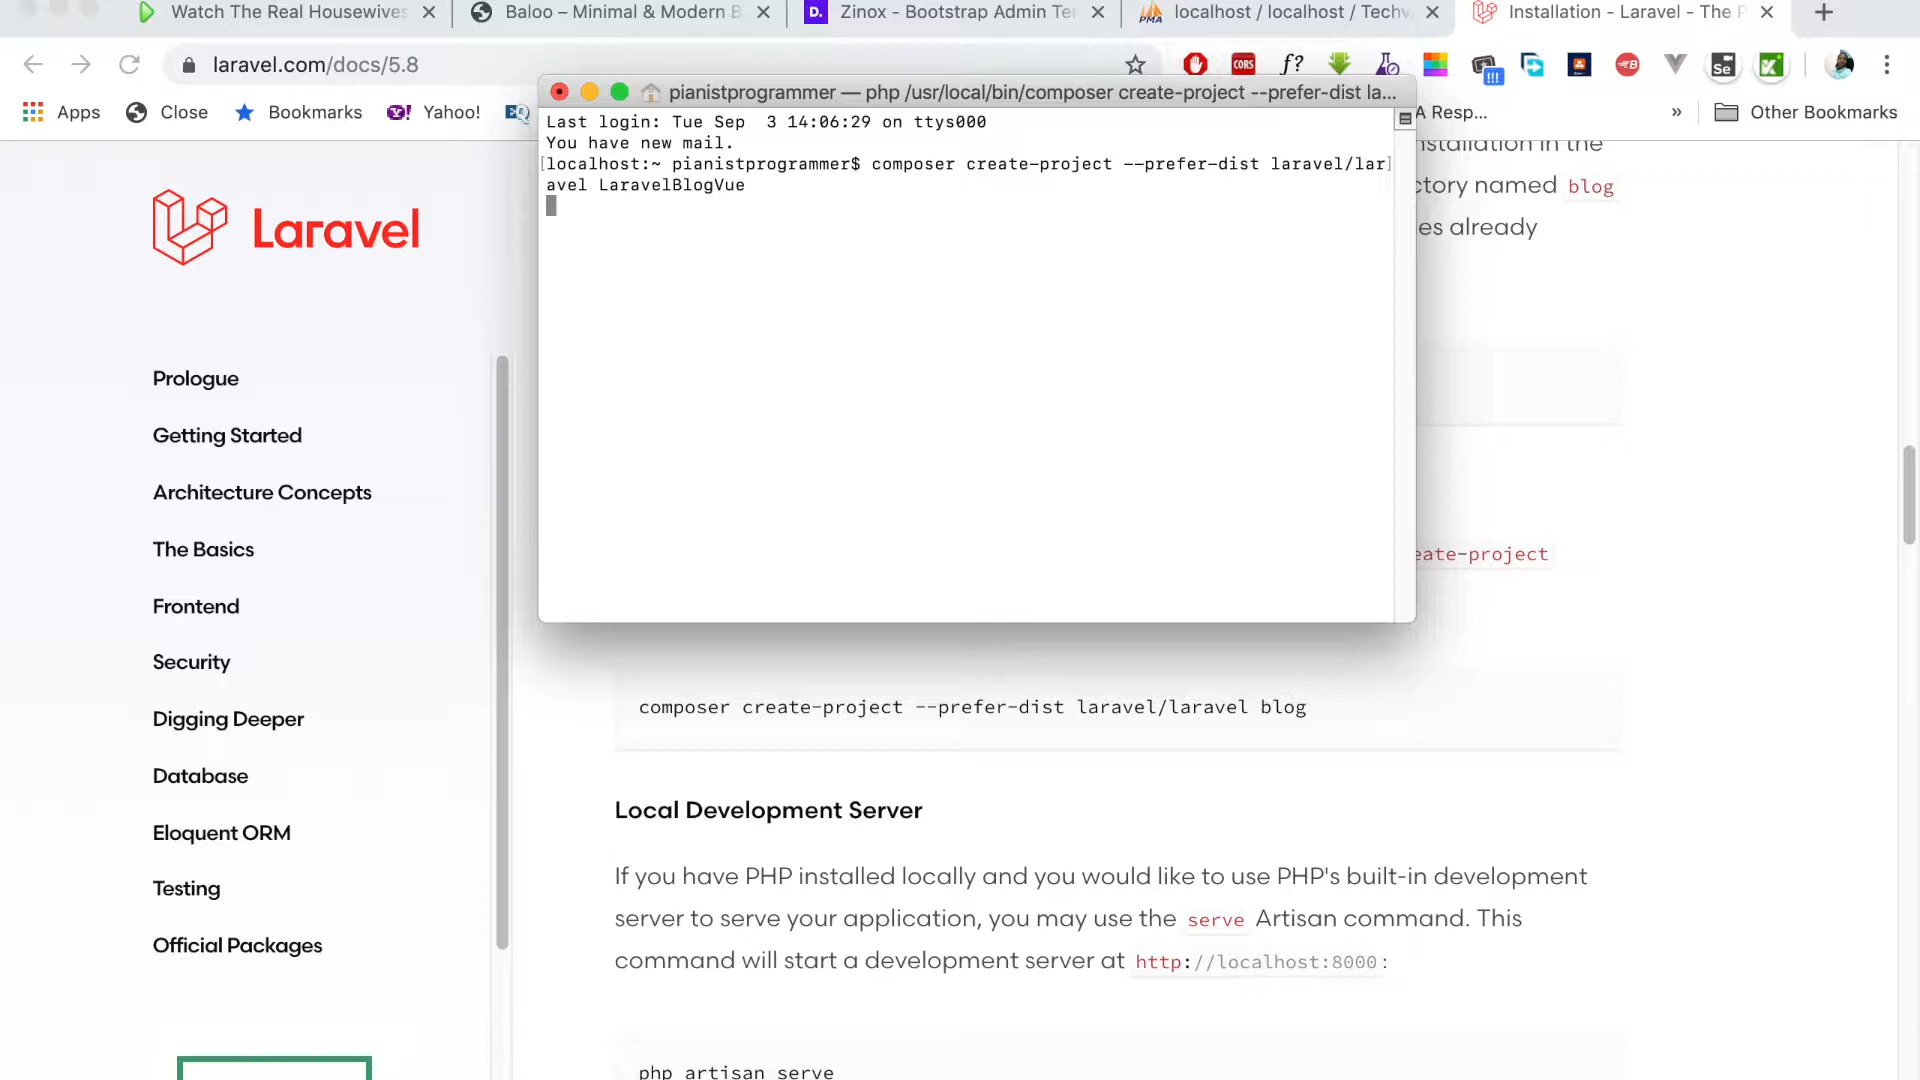 Watch The Real Housewives
Baloo – Minimal & Modern B
D.
Zinox - Bootstrap Admin Te
PMA
localhost / localhost / Techv
Installation - Laravel - The P
laravel.com/docs/5.8
CORS
f?
Se
Apps
Close
Bookmarks
Yahoo!
A Resp...
»
Other Bookmarks
pianistprogrammer — php /usr/local/bin/composer create-project --prefer-dist la...
Last login: Tue Sep  3 14:06:29 on ttys000
You have new mail.
[localhost:~ pianistprogrammer$ composer create-project --prefer-dist laravel/lar]
avel LaravelBlogVue
Laravel
Prologue
Getting Started
Architecture Concepts
The Basics
Frontend
Security
Digging Deeper
Database
Eloquent ORM
Testing
Official Packages
nstallation in the
ctory named blog
es already
eate-project
composer create-project --prefer-dist laravel/laravel blog
Local Development Server
If you have PHP installed locally and you would like to use PHP's built-in development
server to serve your application, you may use the serve Artisan command. This
command will start a development server at http://localhost:8000:
php artisan serve